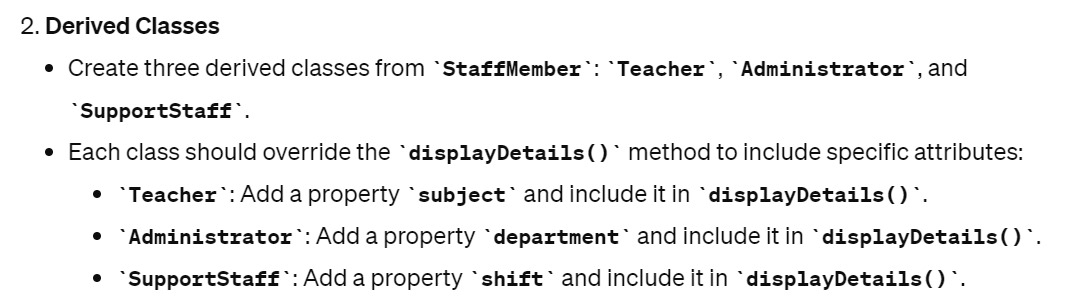 2. Derived Classes
• Create three derived classes from `StaffMember`: `Teacher`, `Administrator`, and
`SupportStaff`.
• Each class should override the `displayDetails()` method to include specific attributes:
• `Teacher`: Add a property `subject` and include it in `displayDetails()`.
• `Administrator`: Add a property `department` and include it in `displayDetails()`.
• `SupportStaff`: Add a property `shift` and include it in `displayDetails()`.